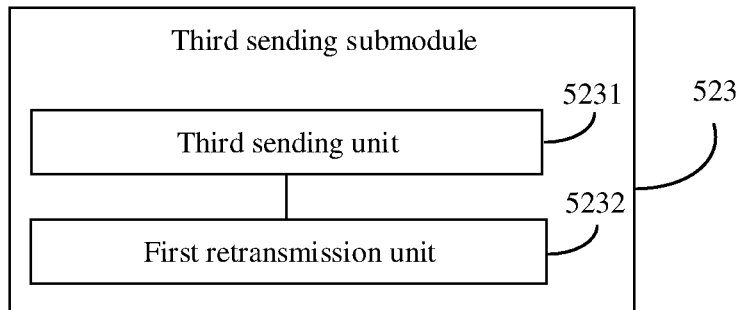 Third sending submodule
5231
523
Third sending unit
5232
First retransmission unit